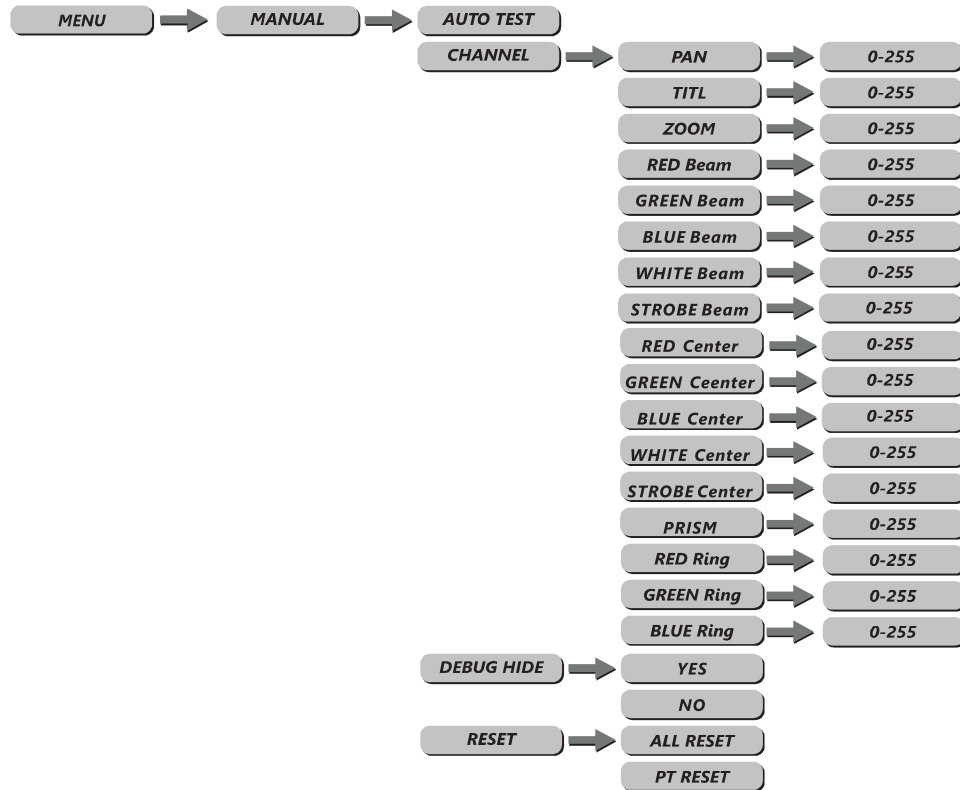 MENU MANUAL AUTO TEST
CHANNEL PAN 0-255
TITL 0-255
ZOOM 0-255
RED Beam 0-255
GREEN Beam 0-255
BLUE Beam 0-255
WHITE Beam 0-255
STROBE Beam 0-255
RED Center 0-255
GREEN Ceenter 0-255
BLUE Center 0-255
WHITE Center 0-255
STROBE Center 0-255
PRISM 0-255
RED Ring 0-255
GREEN Ring 0-255
BLUE Ring 0-255
DEBUG HIDE YES
NO
RESET ALL RESET
PT RESET